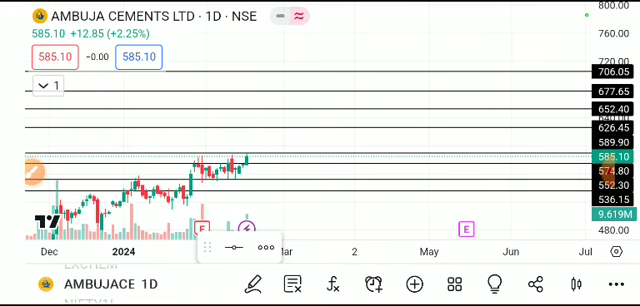 AMBUJA CEMENTS LTD · 1D · NSE
585.10 +12.85 (+2.25%)
585.10 -0.00 585.10
1
800.00
760.00
720.00
706.05
677.65
652.40
626.45
589.90
585.10
574.80
552.30
536.15
9.619M
480.00
E
E
Dec 2024 Mar 2 May Jun Jul
AMBUJACE 1D